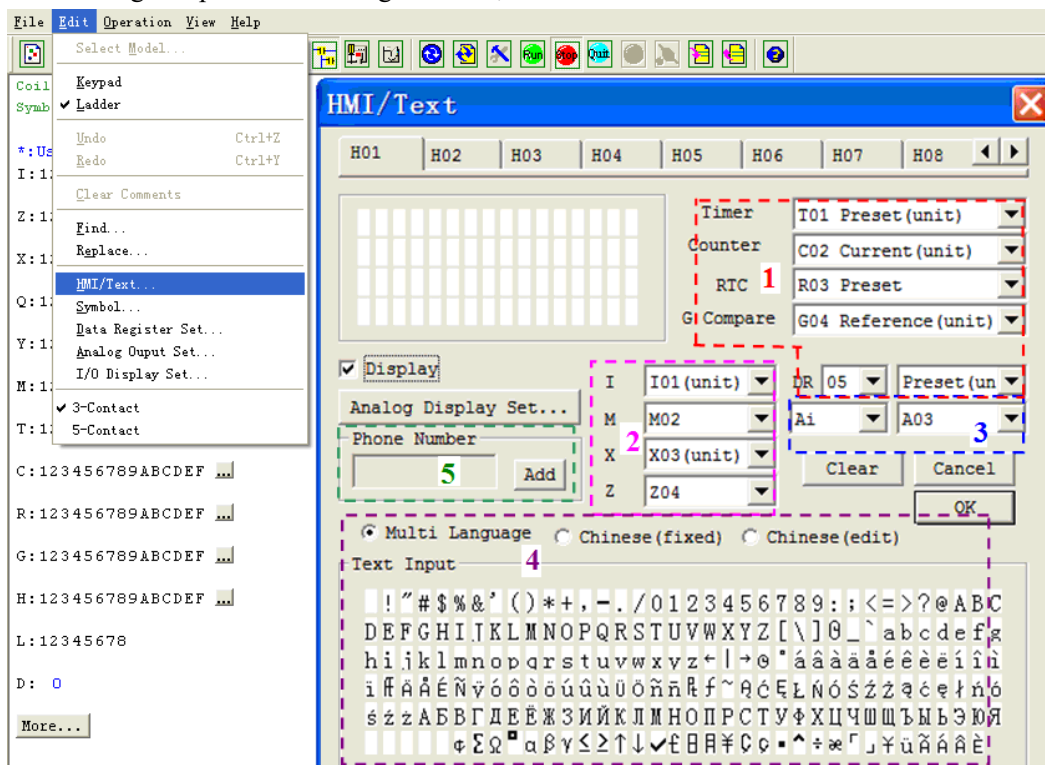 File Edit Operation View Help
Select Model...
Keypad
✓ Ladder
Undo Ctrl+Z
Redo Ctrl+Y
Clear Comments
Find...
Replace...
HMI/Text...
Symbol...
Data Register Set...
Analog Ouput Set...
I/O Display Set...
✓ 3-Contact
5-Contact
Run Stop Quit
Coil
Symb
*:Us
I:1
Z:1
X:1
Q:1
Y:1
M:1
T:1
C:123456789ABCDEF ...
R:123456789ABCDEF ...
G:123456789ABCDEF ...
H:123456789ABCDEF ...
L:12345678
D: 0
More...
HMI/Text
H01 H02 H03 H04 H05 H06 H07 H08
Timer T01 Preset(unit)
Counter C02 Current(unit)
RTC 1 R03 Preset
G Compare G04 Reference(unit)
✓ Display
I I01(unit) DR 05 Preset(un
Analog Display Set...
M M02 Ai A03 3
2
Phone Number
5 Add
X X03(unit) Clear Cancel
Z Z04 OK
Multi Language Chinese(fixed) Chinese(edit)
Text Input 4
!"#$%&'()*+,-./0123456789:;<=>?@ABC
DEFGHIJKLMNOPQRSTUVWXYZ[\]θ_`abcdefg